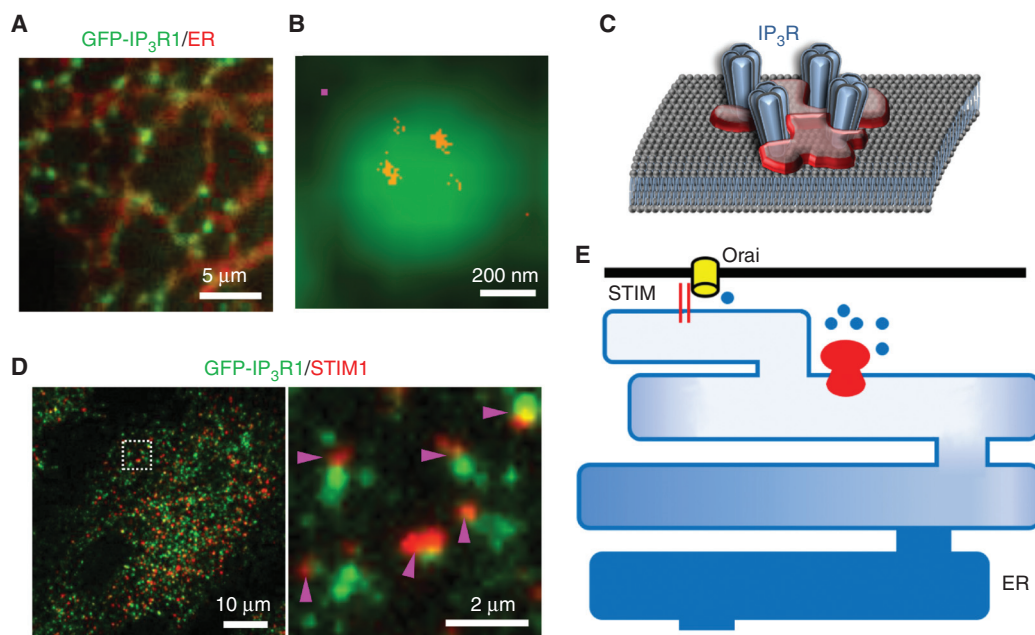 A
GFP-IP₃R1/ER
5 μm
B
200 nm
C
IP₃R
D
GFP-IP₃R1/STIM1
10 μm
2 μm
E
Orai
STIM
ER